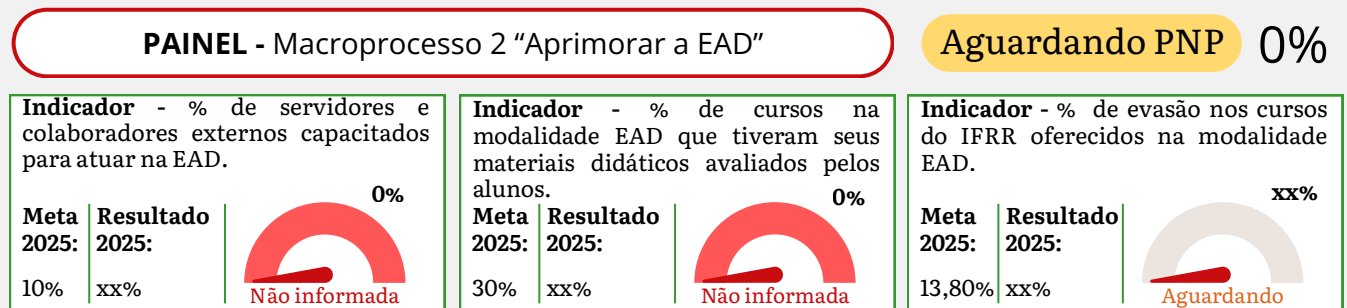 PAINEL - Macroprocesso 2 “Aprimorar a EAD”
Aguardando PNP
0%
Indicador - % de servidores e
colaboradores externos capacitados
para atuar na EAD.
0%
Meta
2025:
Resultado
2025:
10%
xx%
Não informada
Indicador - % de cursos na
modalidade EAD que tiveram seus
materiais didáticos avaliados pelos
alunos.
0%
Meta
2025:
Resultado
2025:
30%
xx%
Não informada
Indicador - % de evasão nos cursos
do IFRR oferecidos na modalidade
EAD.
xx%
Meta
2025:
Resultado
2025:
13,80%
xx%
Aguardando